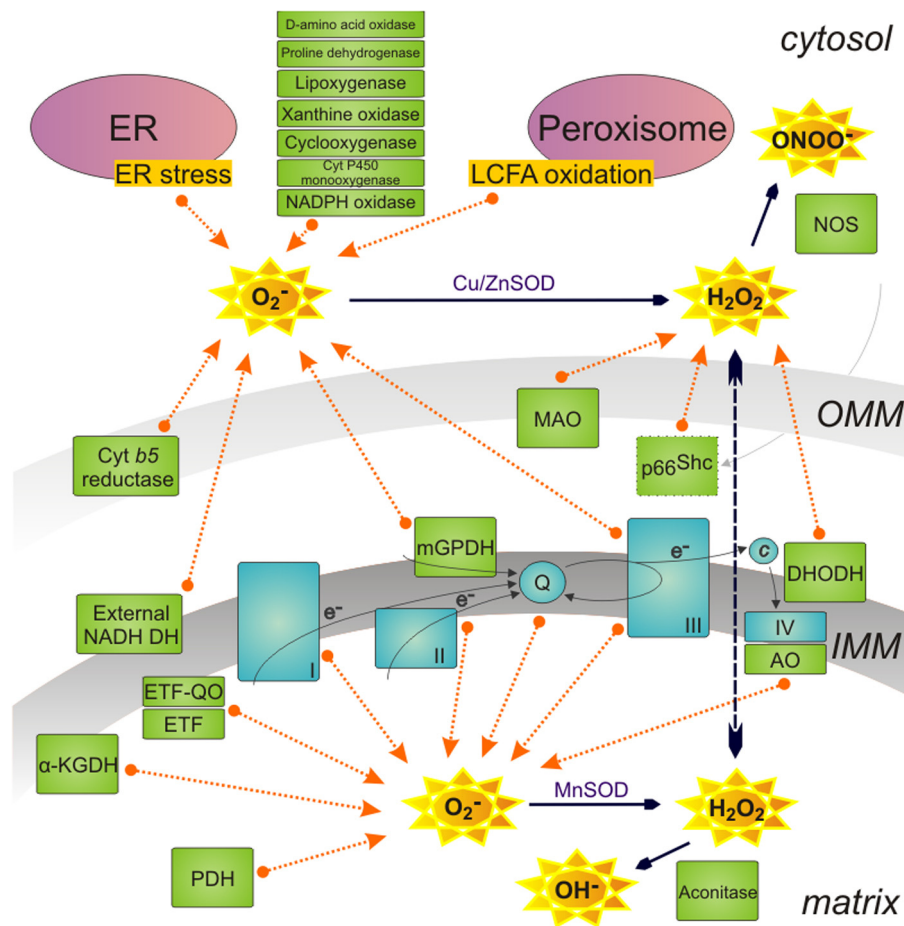 D-amino acid oxidase
cytosol
Proline dehydrogenase
Lipoxygenase
ER
Xanthine oxidase
Peroxisome
Cyclooxygenase
ONOO⁻
ER stress
Cyt P450
monooxygenase
LCFA oxidation
NADPH oxidase
NOS
O₂⁻
Cu/ZnSOD
H₂O₂
MAO
OMM
Cyt b5
reductase
p66Shc
mGPDH
e⁻
c
Q
DHODH
External
NADH DH
e⁻
e⁻
I
II
III
IV
IMM
AO
ETF-QO
ETF
α-KGDH
O₂⁻
MnSOD
H₂O₂
PDH
OH⁻
Aconitase
matrix